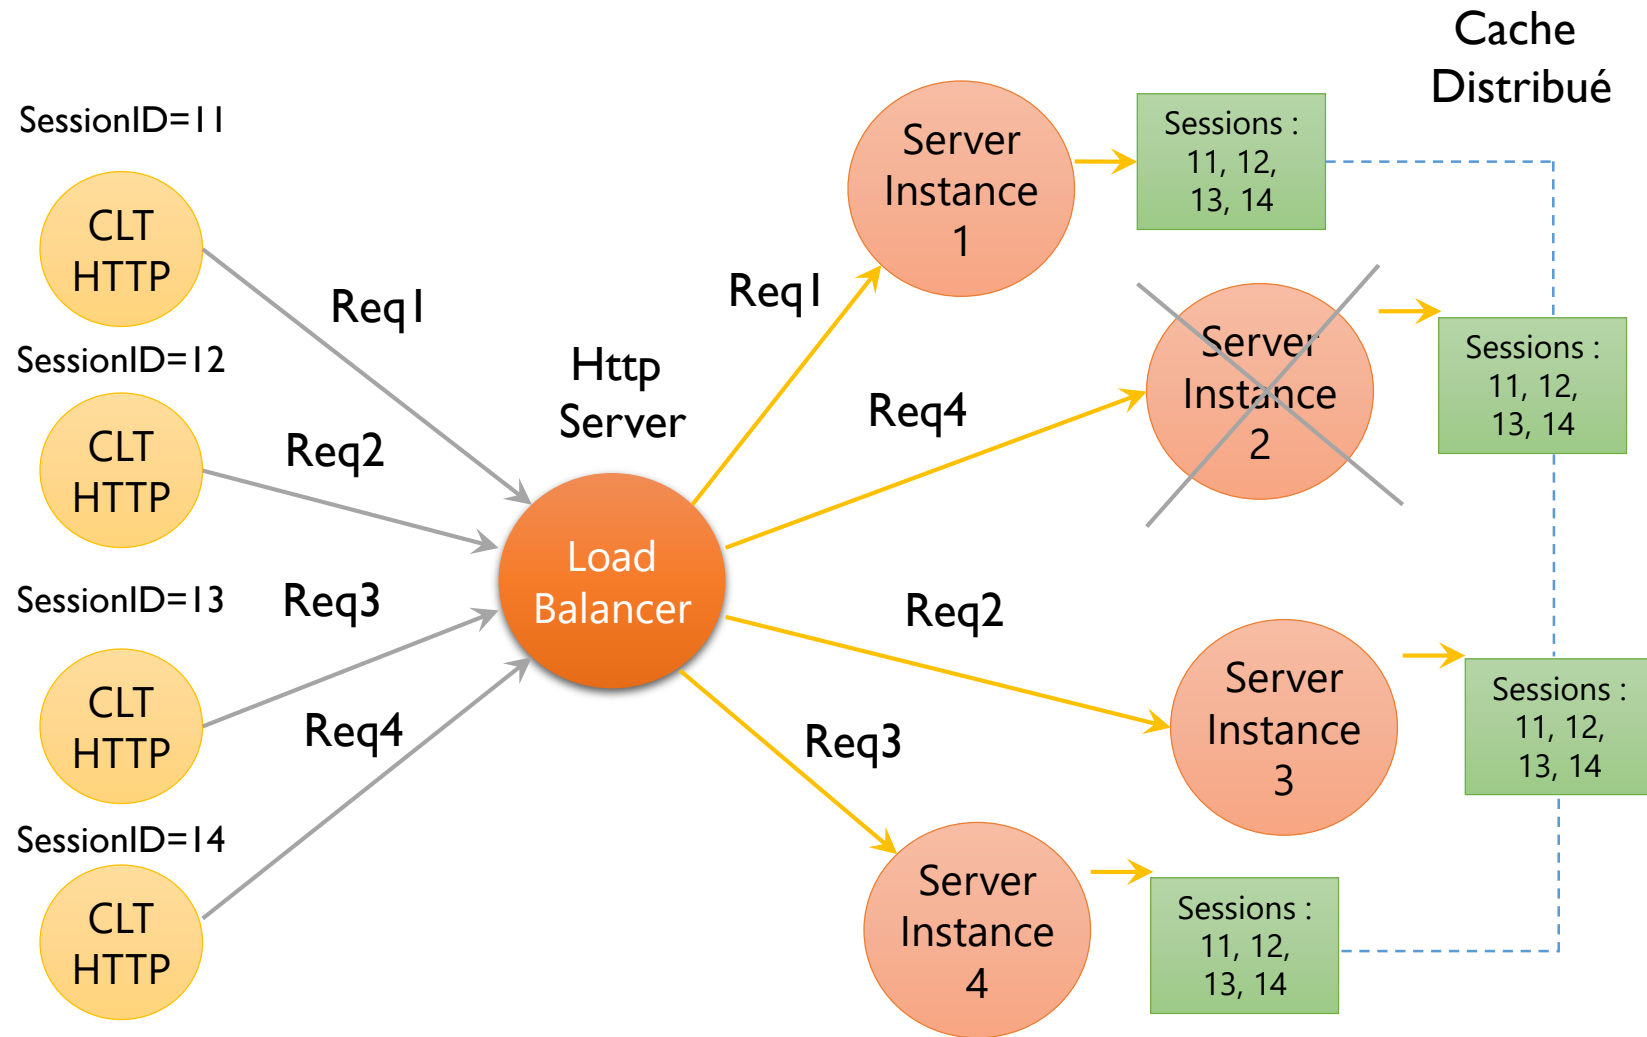 Cache
Distribué
SessionID=11
CLT
HTTP
SessionID=12
CLT
HTTP
SessionID=13
CLT
HTTP
SessionID=14
CLT
HTTP
Req1
Req2
Req3
Req4
Http
Server
Load
Balancer
Req1
Req4
Req2
Req3
Server
Instance
1
Sessions :
11, 12,
13, 14
Server
Instance
2
Sessions :
11, 12,
13, 14
Server
Instance
3
Sessions :
11, 12,
13, 14
Server
Instance
4
Sessions :
11, 12,
13, 14